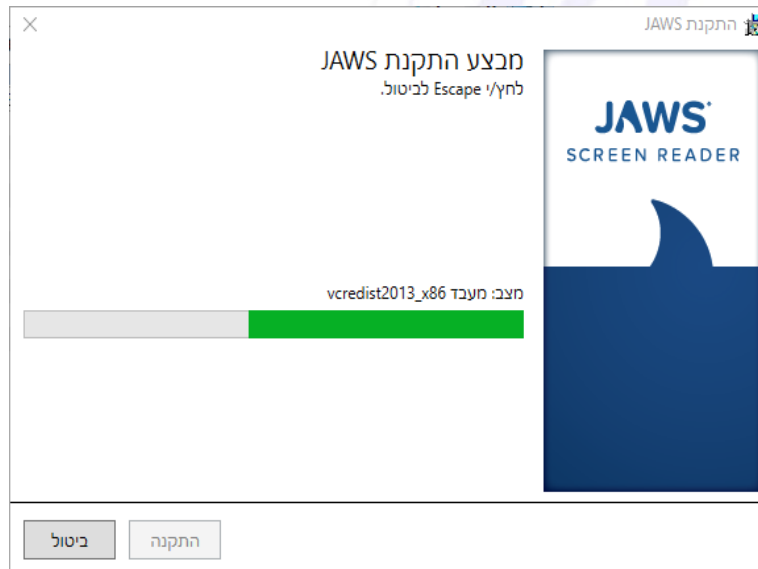 התקנת JAWS
JAWS
SCREEN READER
מבצע התקנת JAWS
לחץ/י Escape לביטול.
מצב: מעבד vcredist2013_x86
התקנה
ביטול